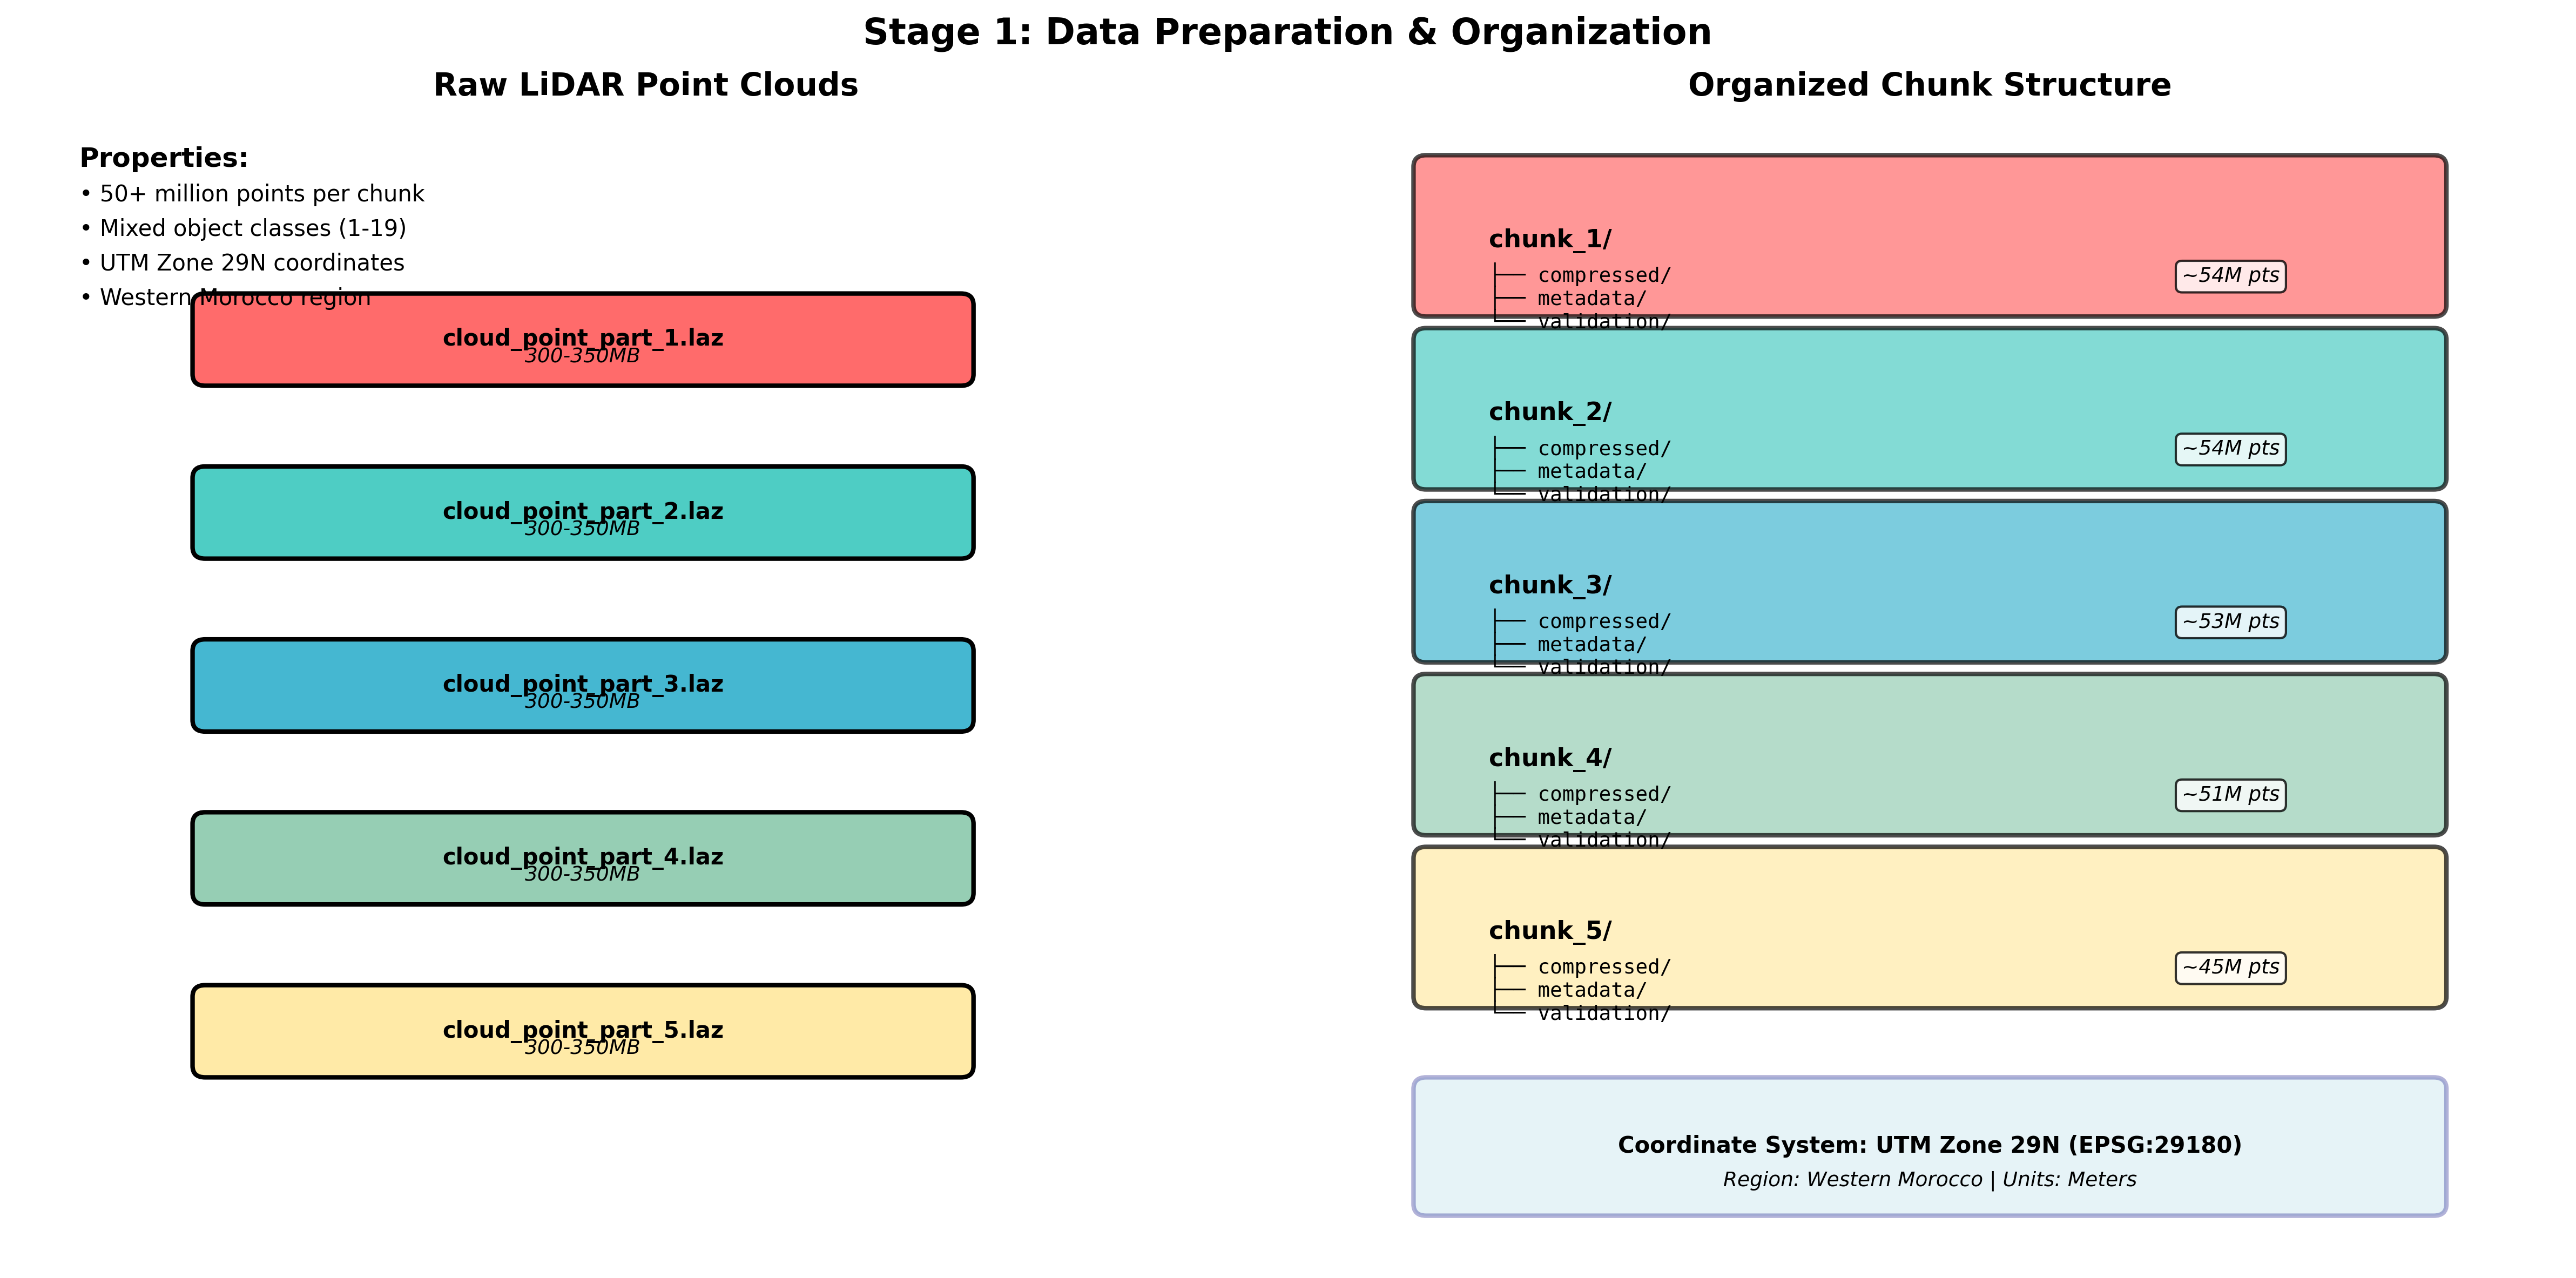 Stage 1: Data Preparation & Organization
Raw LiDAR Point Clouds
Properties:
• 50+ million points per chunk
• Mixed object classes (1-19)
• UTM Zone 29N coordinates
• Western Morocco region
cloud_point_part_1.laz
300-350MB
cloud_point_part_2.laz
300-350MB
cloud_point_part_3.laz
300-350MB
cloud_point_part_4.laz
300-350MB
cloud_point_part_5.laz
300-350MB
Organized Chunk Structure
chunk_1/
├── compressed/
├── metadata/
└── validation/
~54M pts
chunk_2/
├── compressed/
├── metadata/
└── validation/
~54M pts
chunk_3/
├── compressed/
├── metadata/
└── validation/
~53M pts
chunk_4/
├── compressed/
├── metadata/
└── validation/
~51M pts
chunk_5/
├── compressed/
├── metadata/
└── validation/
~45M pts
Coordinate System: UTM Zone 29N (EPSG:29180)
Region: Western Morocco | Units: Meters